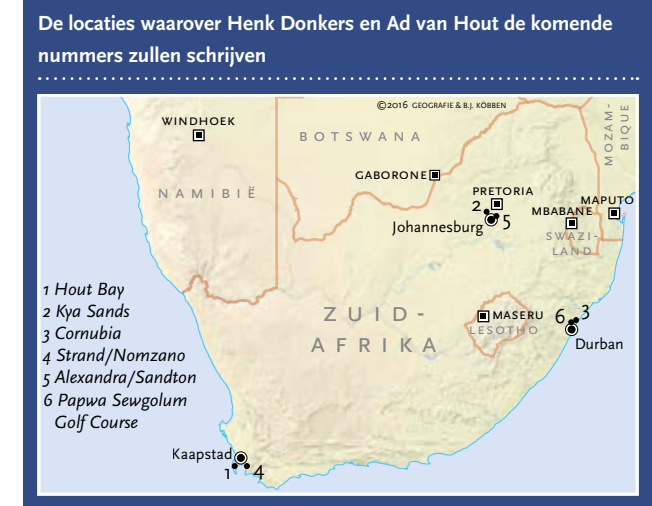 De locaties waarover Henk Donkers en Ad van Hout de komende
nummers zullen schrijven
©2016 GEOGRAFIE & B.J. KÖBBEN
WINDHOEK
BOTSWANA
MOZAM-
BIQUE
GABORONE
NAMIBIË
PRETORIA
2
MAPUTO
MBABANE
Johannesburg
5
SWAZI-
LAND
1 Hout Bay
2 Kya Sands
3 Cornubia
4 Strand/Nomzano
5 Alexandra/Sandton
6 Papwa Sewgolum
Golf Course
ZUID-
AFRIKA
MASERU
LESOTHO
6
3
Durban
Kaapstad
1
4